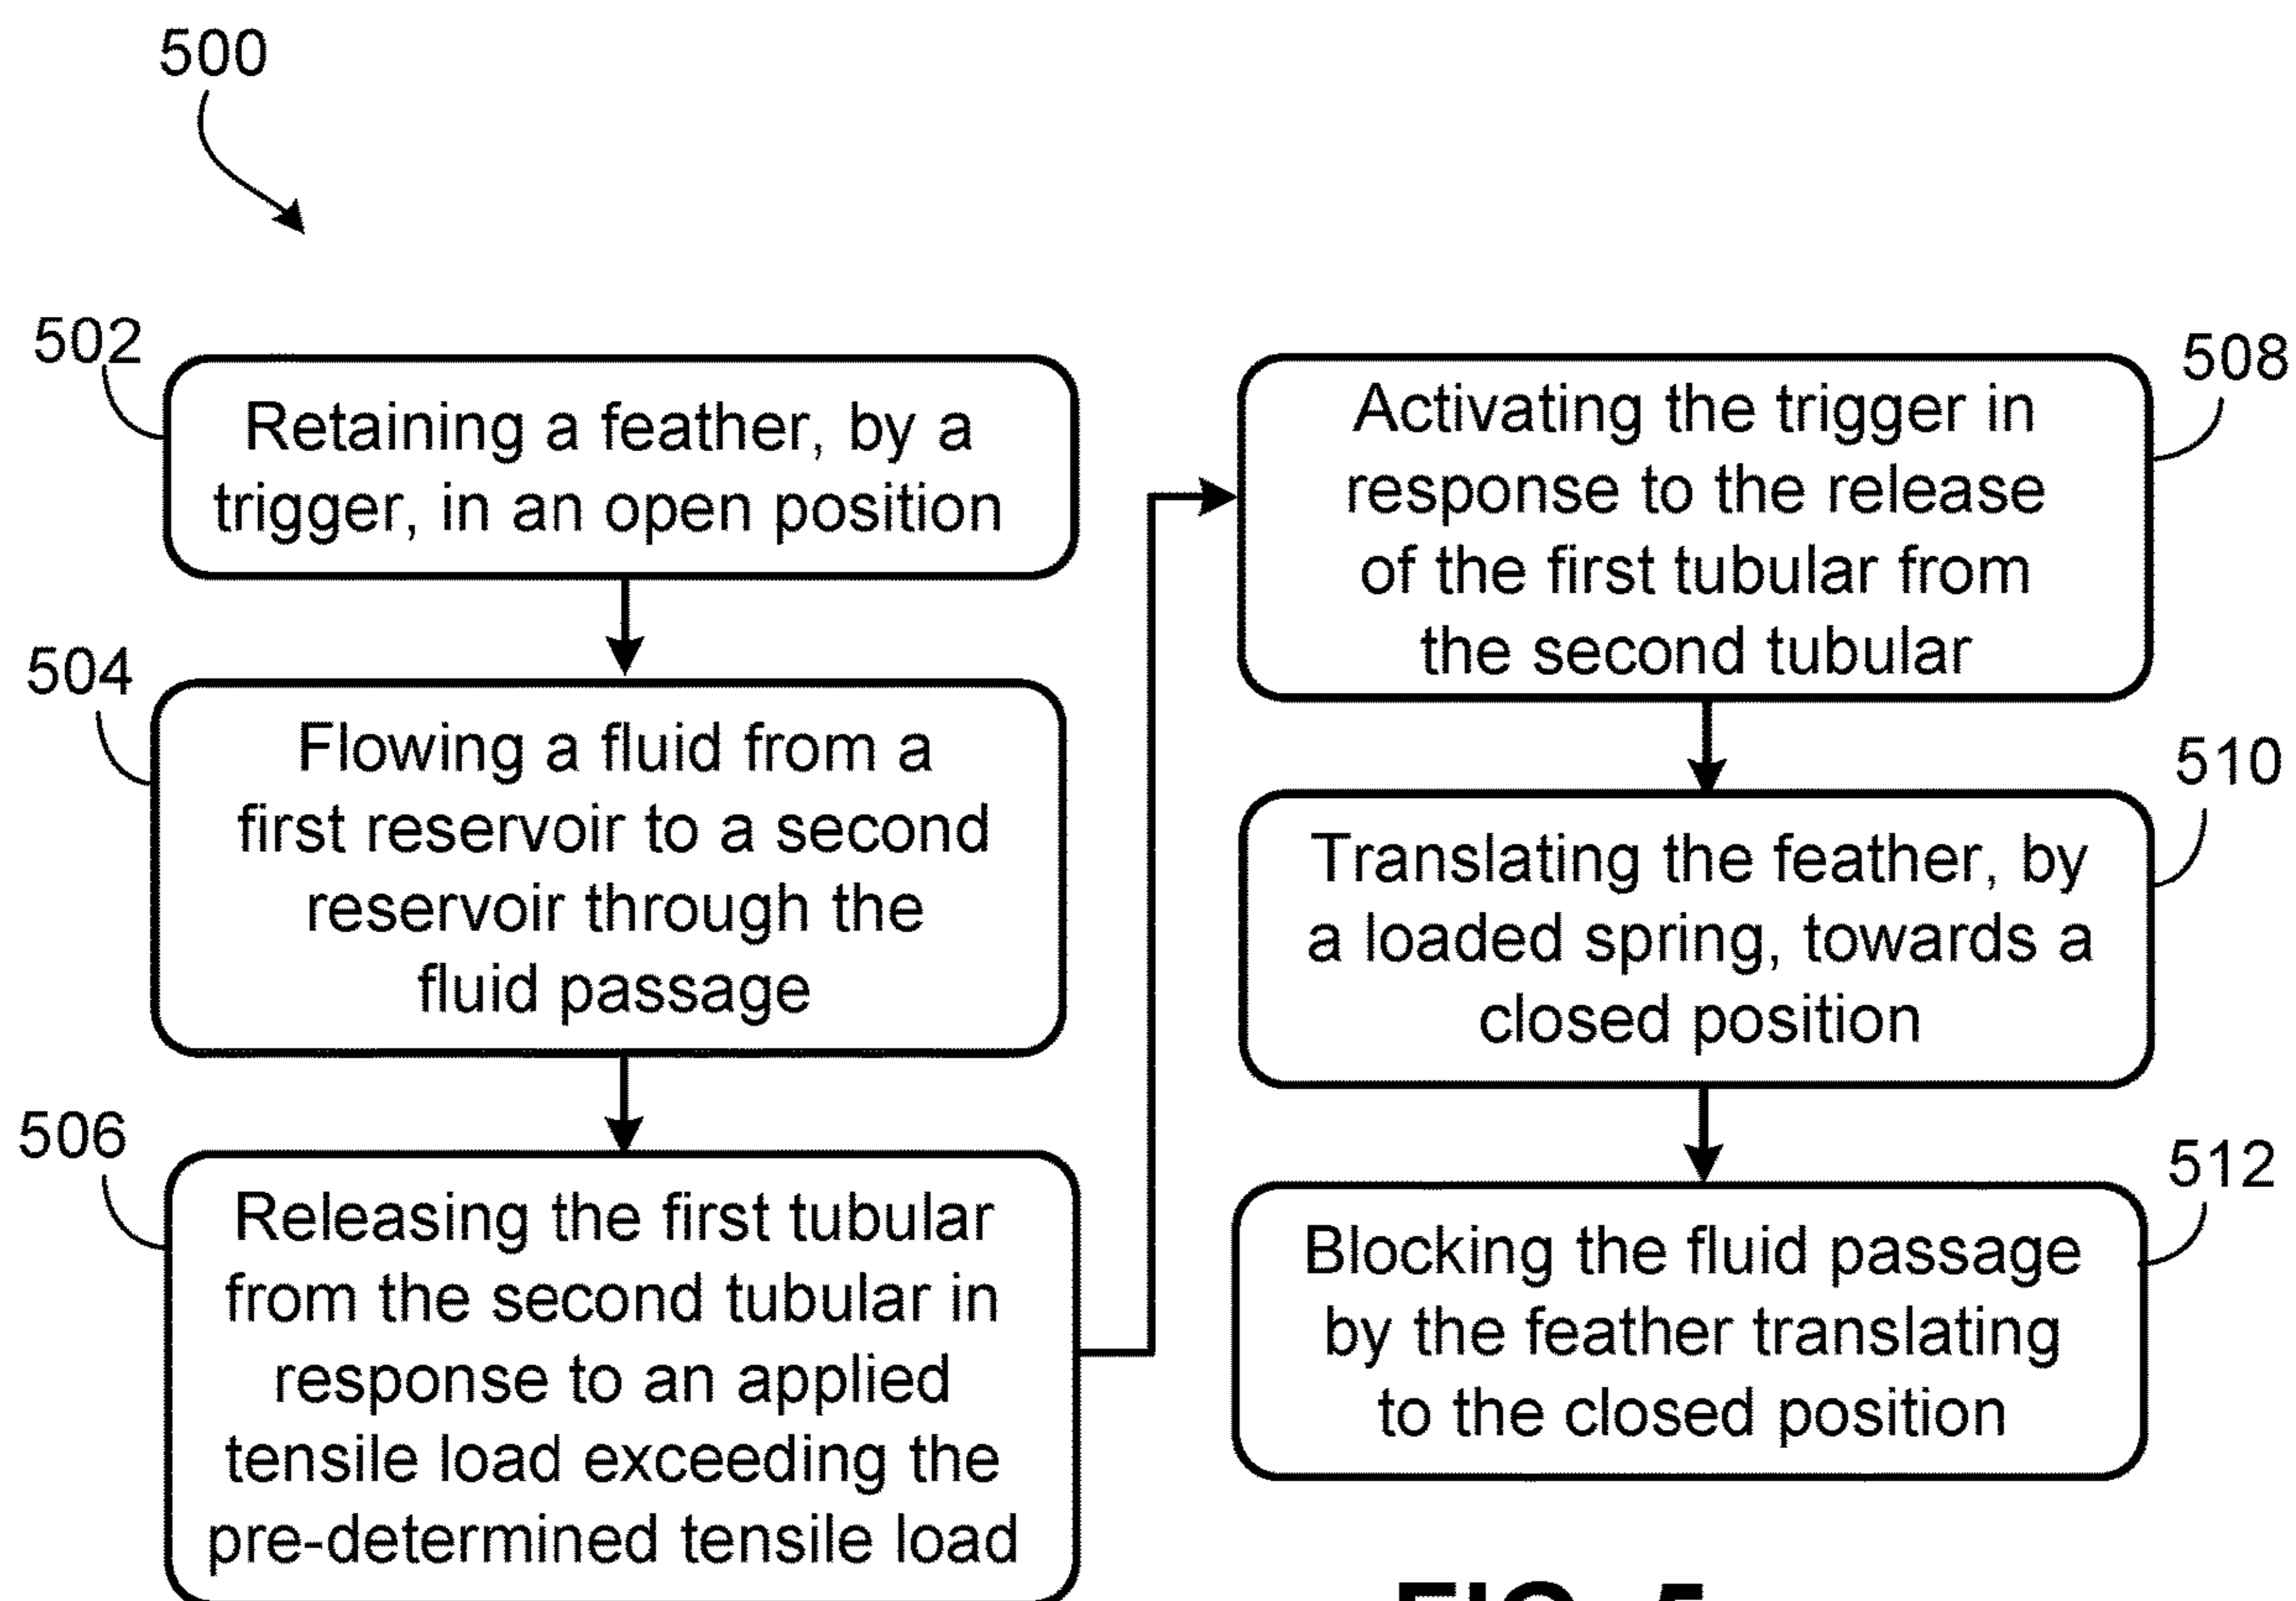 500
502
Retaining a feather, by a
trigger, in an open position
504
Flowing a fluid from a
first reservoir to a second
reservoir through the
fluid passage
506
Releasing the first tubular
from the second tubular in
response to an applied
tensile load exceeding the
pre-determined tensile load
508
Activating the trigger in
response to the release
of the first tubular from
the second tubular
510
Translating the feather, by
a loaded spring, towards a
closed position
512
Blocking the fluid passage
by the feather translating
to the closed position
FIG. 5